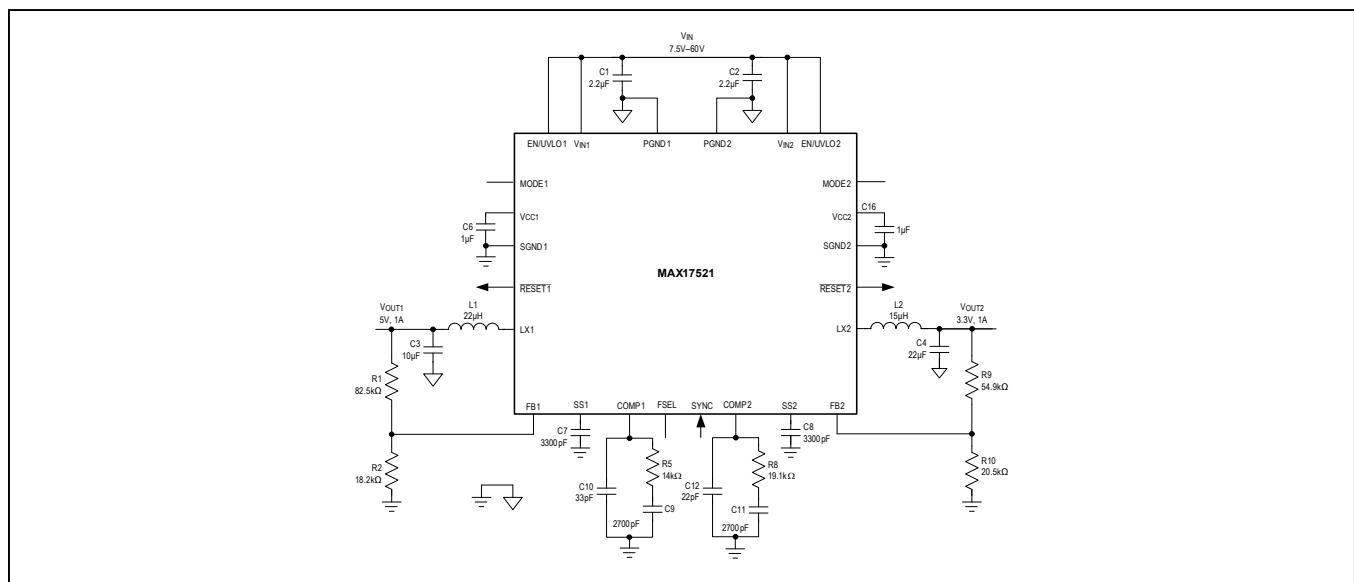 VIN
7.5V–60V
C1
2.2µF
C2
2.2µF
EN/UVLO1
VIN1
PGND1
PGND2
VIN2
EN/UVLO2
MODE1
MODE2
VCC1
C6
1µF
SGND1
C16
VCC2
1µF
SGND2
MAX17521
RESET1
RESET2
VOUT1
5V, 1A
L1
22µH
LX1
C3
10µF
L2
15µH
LX2
VOUT2
3.3V, 1A
C4
22µF
R1
82.5kΩ
R9
54.9kΩ
FB1
SS1
COMP1
FSEL
SYNC
COMP2
SS2
FB2
C7
3300pF
C8
3300pF
R2
18.2kΩ
R10
20.5kΩ
R5
14kΩ
C10
33pF
C9
2700pF
R8
19.1kΩ
C12
22pF
C11
2700pF